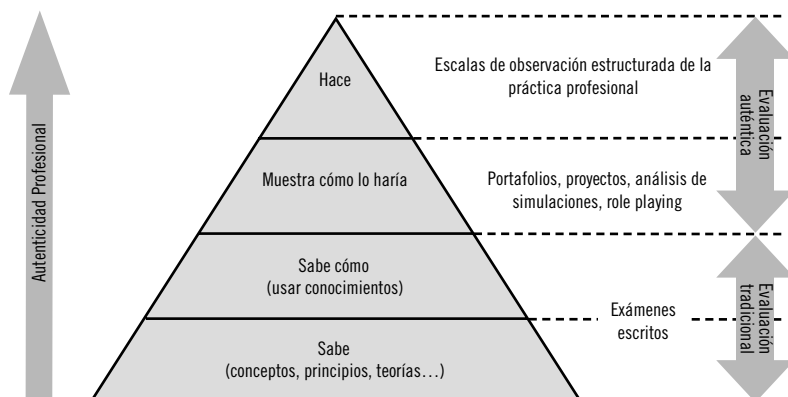 Autenticidad Profesional
Hace
Escalas de observación estructurada de la
práctica profesional
Evaluación
auténtica
Muestra cómo lo haría
Portafolios, proyectos, análisis de
simulaciones, role playing
Sabe cómo
(usar conocimientos)
Exámenes
escritos
Evaluación
tradicional
Sabe
(conceptos, principios, teorías…)